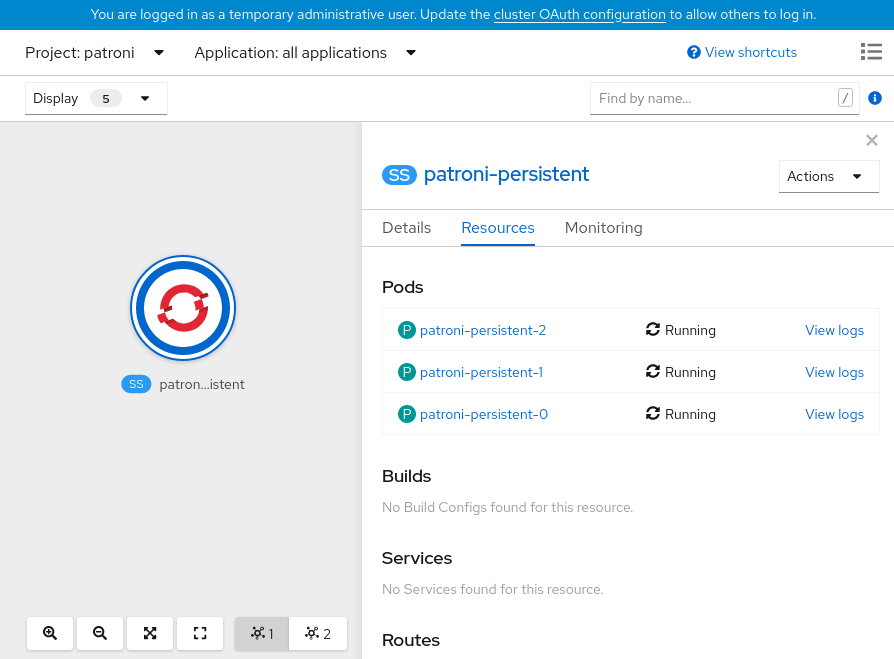 You are logged in as a temporary administrative user. Update the cluster OAuth configuration to allow others to log in.
Project: patroni Application: all applications View shortcuts
Display 5 Find by name... /
SS patroni-persistent Actions
Details Resources Monitoring
Pods
P patroni-persistent-2 Running View logs
P patroni-persistent-1 Running View logs
P patroni-persistent-0 Running View logs
SS patron...istent
Builds
No Build Configs found for this resource.
Services
No Services found for this resource.
Routes
1 2